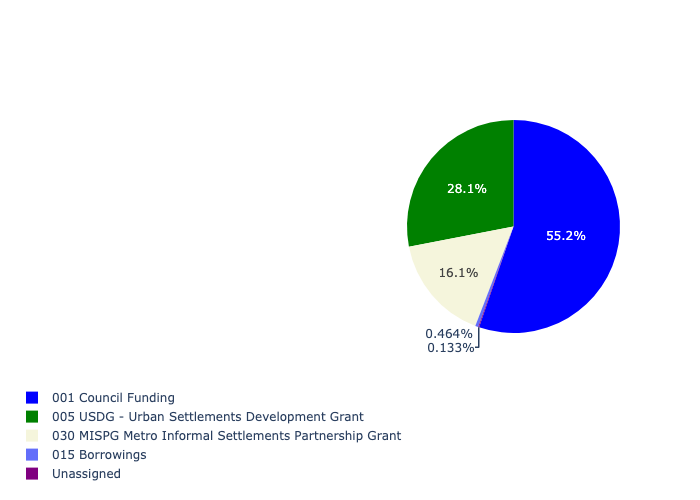 28.1%
55.2%
16.1%
0.464%
0.133%
001 Council Funding
005 USDG - Urban Settlements Development Grant
030 MISPG Metro Informal Settlements Partnership Grant
015 Borrowings
Unassigned